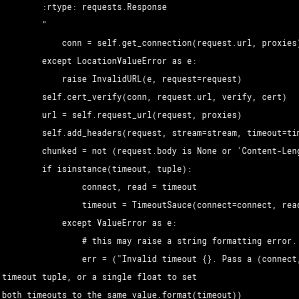 :rtype: requests.Response
"
conn = self.get_connection(request.url, proxies)
except LocationValueError as e:
raise InvalidURL(e, request=request)
self.cert_verify(conn, request.url, verify, cert)
url = self.request_url(request, proxies)
self.add_headers(request, stream=stream, timeout=tim
chunked = not (request.body is None or 'Content-Leng
if isinstance(timeout, tuple):
connect, read = timeout
timeout = TimeoutSauce(connect=connect, read
except ValueError as e:
# this may raise a string formatting error.
err = ("Invalid timeout {}. Pass a (connect,
timeout tuple, or a single float to set
both timeouts to the same value.format(timeout))